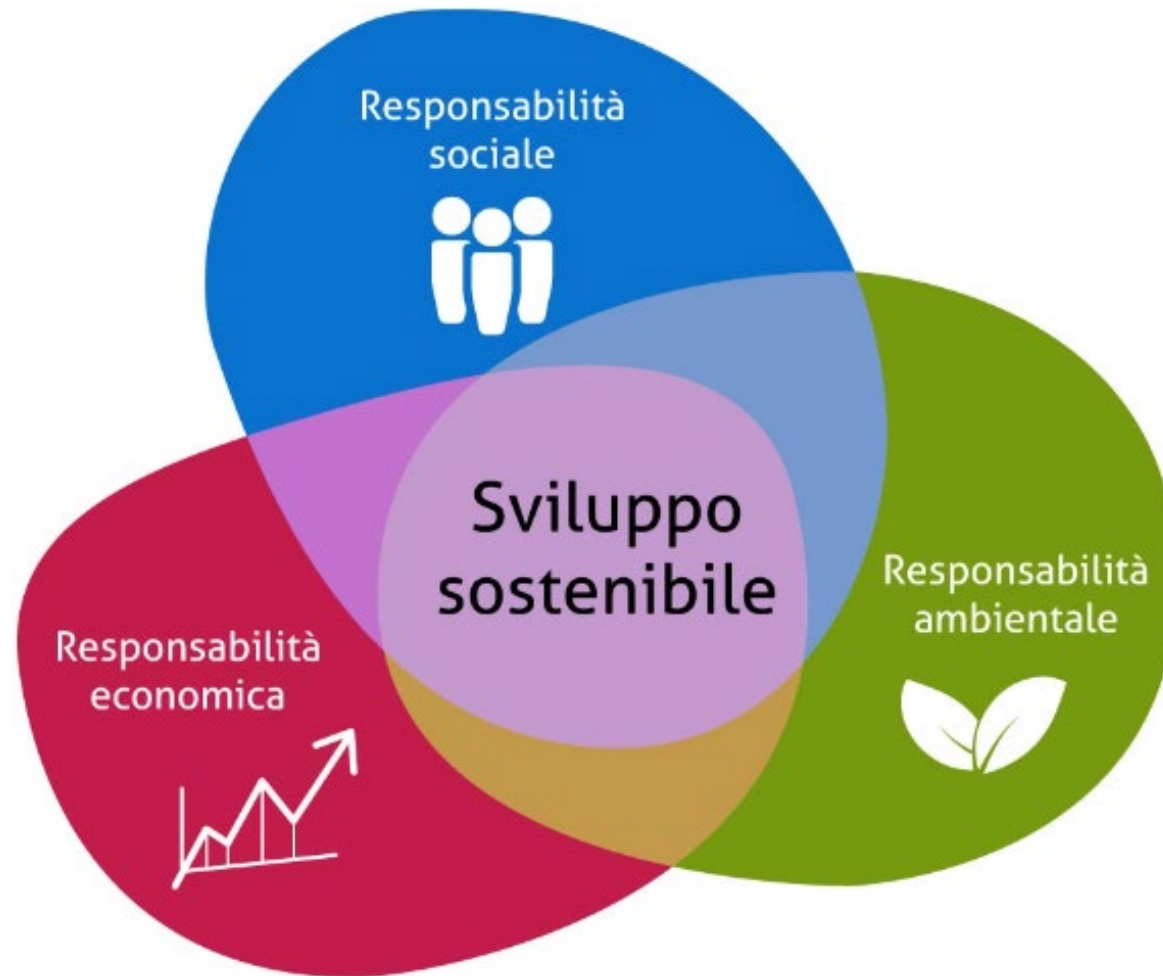 Responsabilità
sociale
Sviluppo
sostenibile
Responsabilità
ambientale
Responsabilità
economica